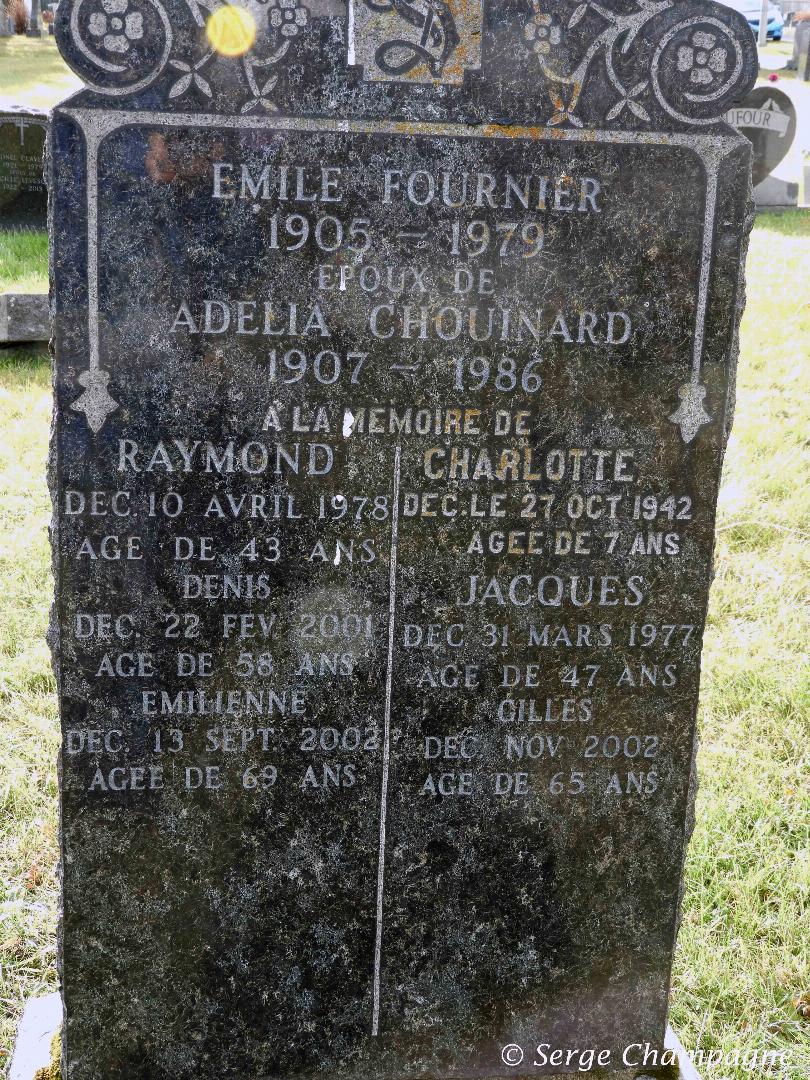 EMILE FOURNIER
1905 – 1979
EPOUX DE
ADELIA CHOUINARD
1907 – 1986
A LA MEMOIRE DE
RAYMOND
DEC. 10 AVRIL 1978
AGE DE 43 ANS
DENIS
DEC. 22 FEV 2001
AGE DE 58 ANS
EMILIENNE
DEC. 13 SEPT. 2002
AGEE DE 69 ANS
CHARLOTTE
DEC. LE 27 OCT 1942
AGEE DE 7 ANS
JACQUES
DEC 31 MARS 1977
AGE DE 47 ANS
GILLES
DEC. NOV 2002
AGE DE 65 ANS
UFOUR
© Serge Champagne